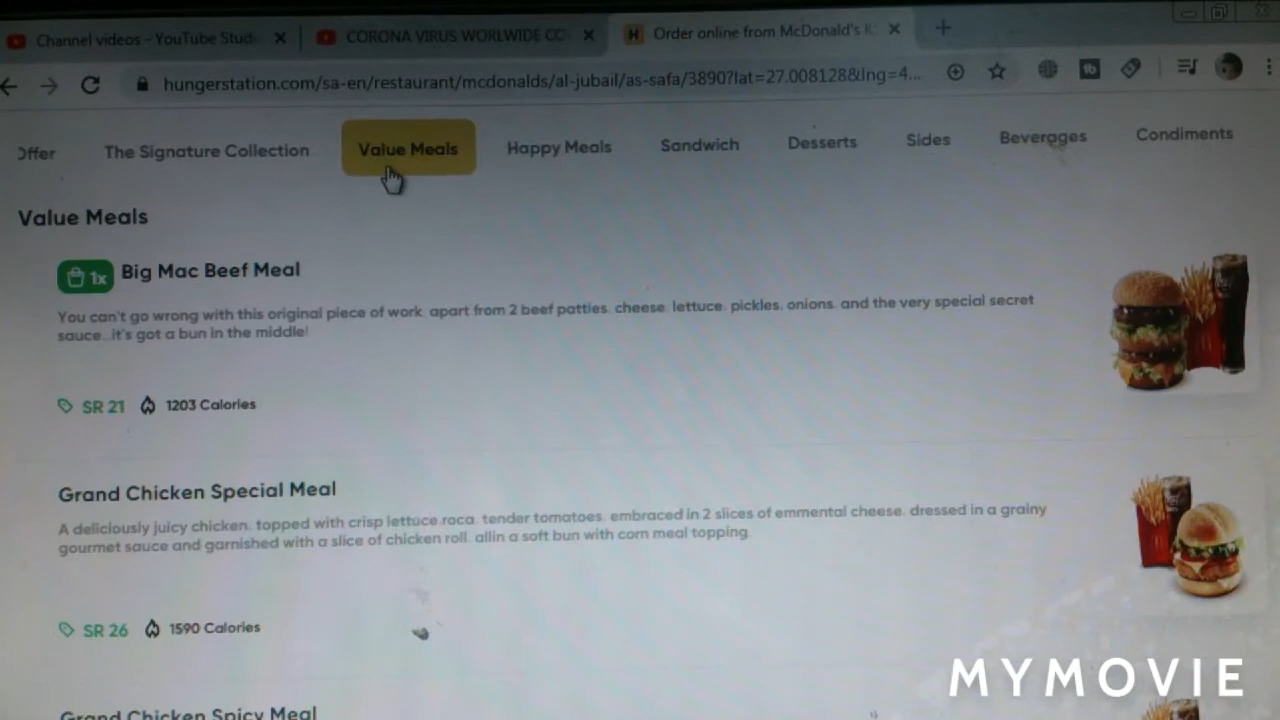 Channel videos - YouTube Stud
CORONA VIRUS WORLWIDE CO
Order online from McDonald's
hungerstation.com/sa-en/restaurant/mcdonalds/al-jubail/as-safa/3890?lat=27.008128&lng=4...
Offer
The Signature Collection
Value Meals
Happy Meals
Sandwich
Desserts
Sides
Beverages
Condiments
Value Meals
1x Big Mac Beef Meal
You can't go wrong with this original piece of work. apart from 2 beef patties. cheese. lettuce. pickles. onions. and the very special secret
sauce...it's got a bun in the middle!
SR 21 1203 Calories
Grand Chicken Special Meal
A deliciously juicy chicken. topped with crisp lettuce.roca. tender tomatoes. embraced in 2 slices of emmental cheese. dressed in a grainy
gourmet sauce and garnished with a slice of chicken roll. allin a soft bun with corn meal topping.
SR 26 1590 Calories
Grand Chicken Spicy Meal
MYMOVIE